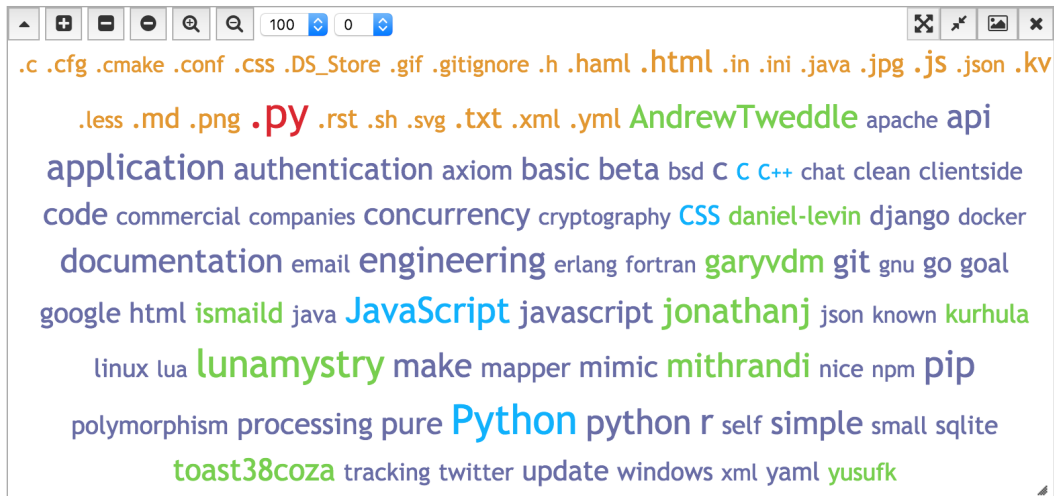 100 0
.c .cfg .cmake .conf .css .DS_Store .gif .gitignore .h .haml .html .in .ini .java .jpg .js .json .kv
.less .md .png .py .rst .sh .svg .txt .xml .yml AndrewTweddle apache api
application authentication axiom basic beta bsd c C C++ chat clean clientside
code commercial companies concurrency cryptography CSS daniel-levin django docker
documentation email engineering erlang fortran garyvdm git gnu go goal
google html ismaild java JavaScript javascript jonathanj json known kurhula
linux lua lunamystry make mapper mimic mithrandi nice npm pip
polymorphism processing pure Python python r self simple small sqlite
toast38coza tracking twitter update windows xml yaml yusufk